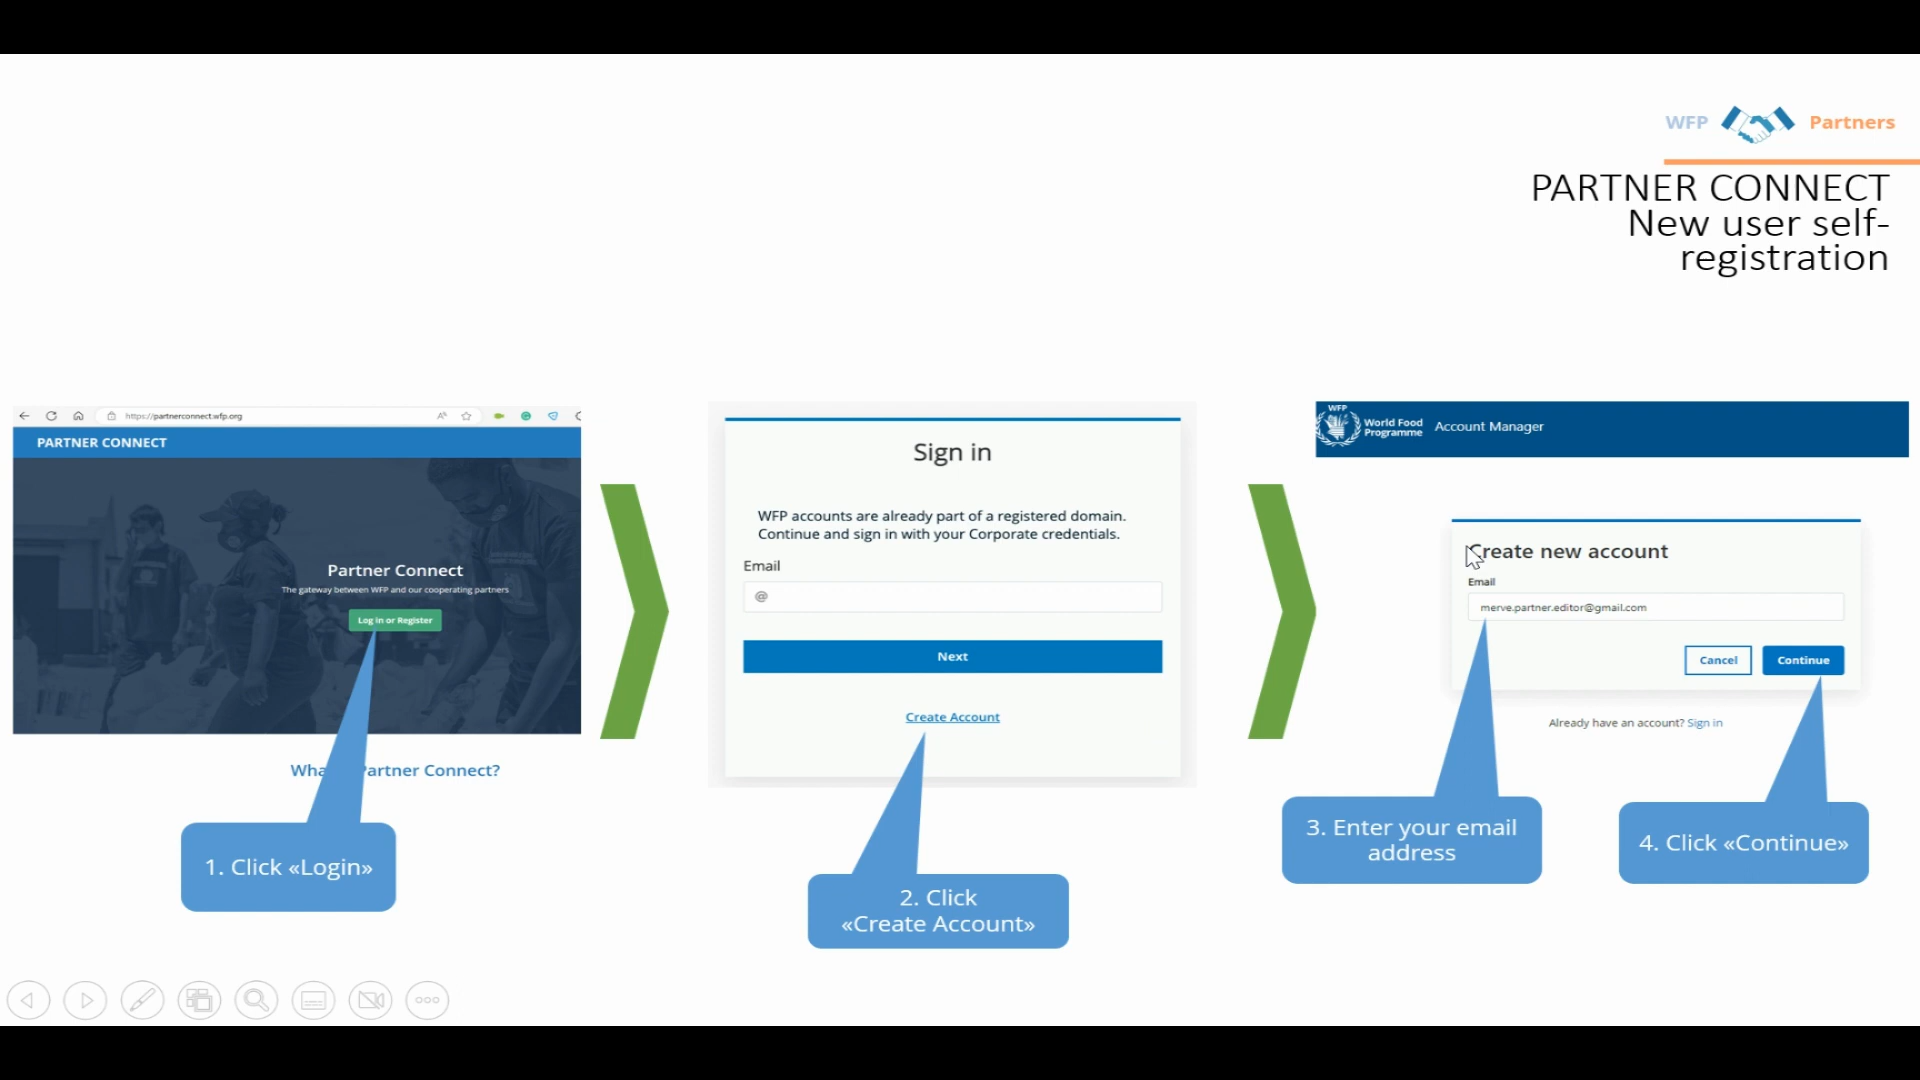 WFP Partners
PARTNER CONNECT
New user self-
registration
https://partnerconnect.wfp.org
PARTNER CONNECT
Partner Connect
The gateway between WFP and our cooperating partners
Log in or Register
Partner Connect?
1. Click «Login»
Sign in
WFP accounts are already part of a registered domain.
Continue and sign in with your Corporate credentials.
Email
@
Next
Create Account
2. Click
«Create Account»
WFP
World Food
Programme
Account Manager
Create new account
Email
merve.partner.editor@gmail.com
Cancel
Continue
Already have an account? Sign in
3. Enter your email
address
4. Click «Continue»